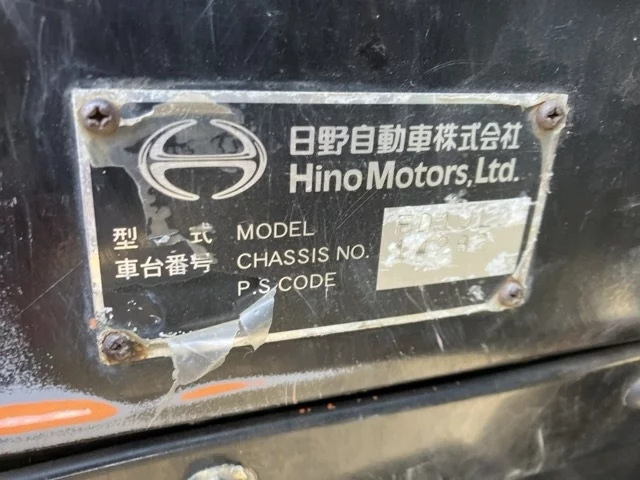 日野自動車株式会社
Hino Motors, Ltd.
型式 MODEL
車台番号 CHASSIS NO.
P.S.CODE